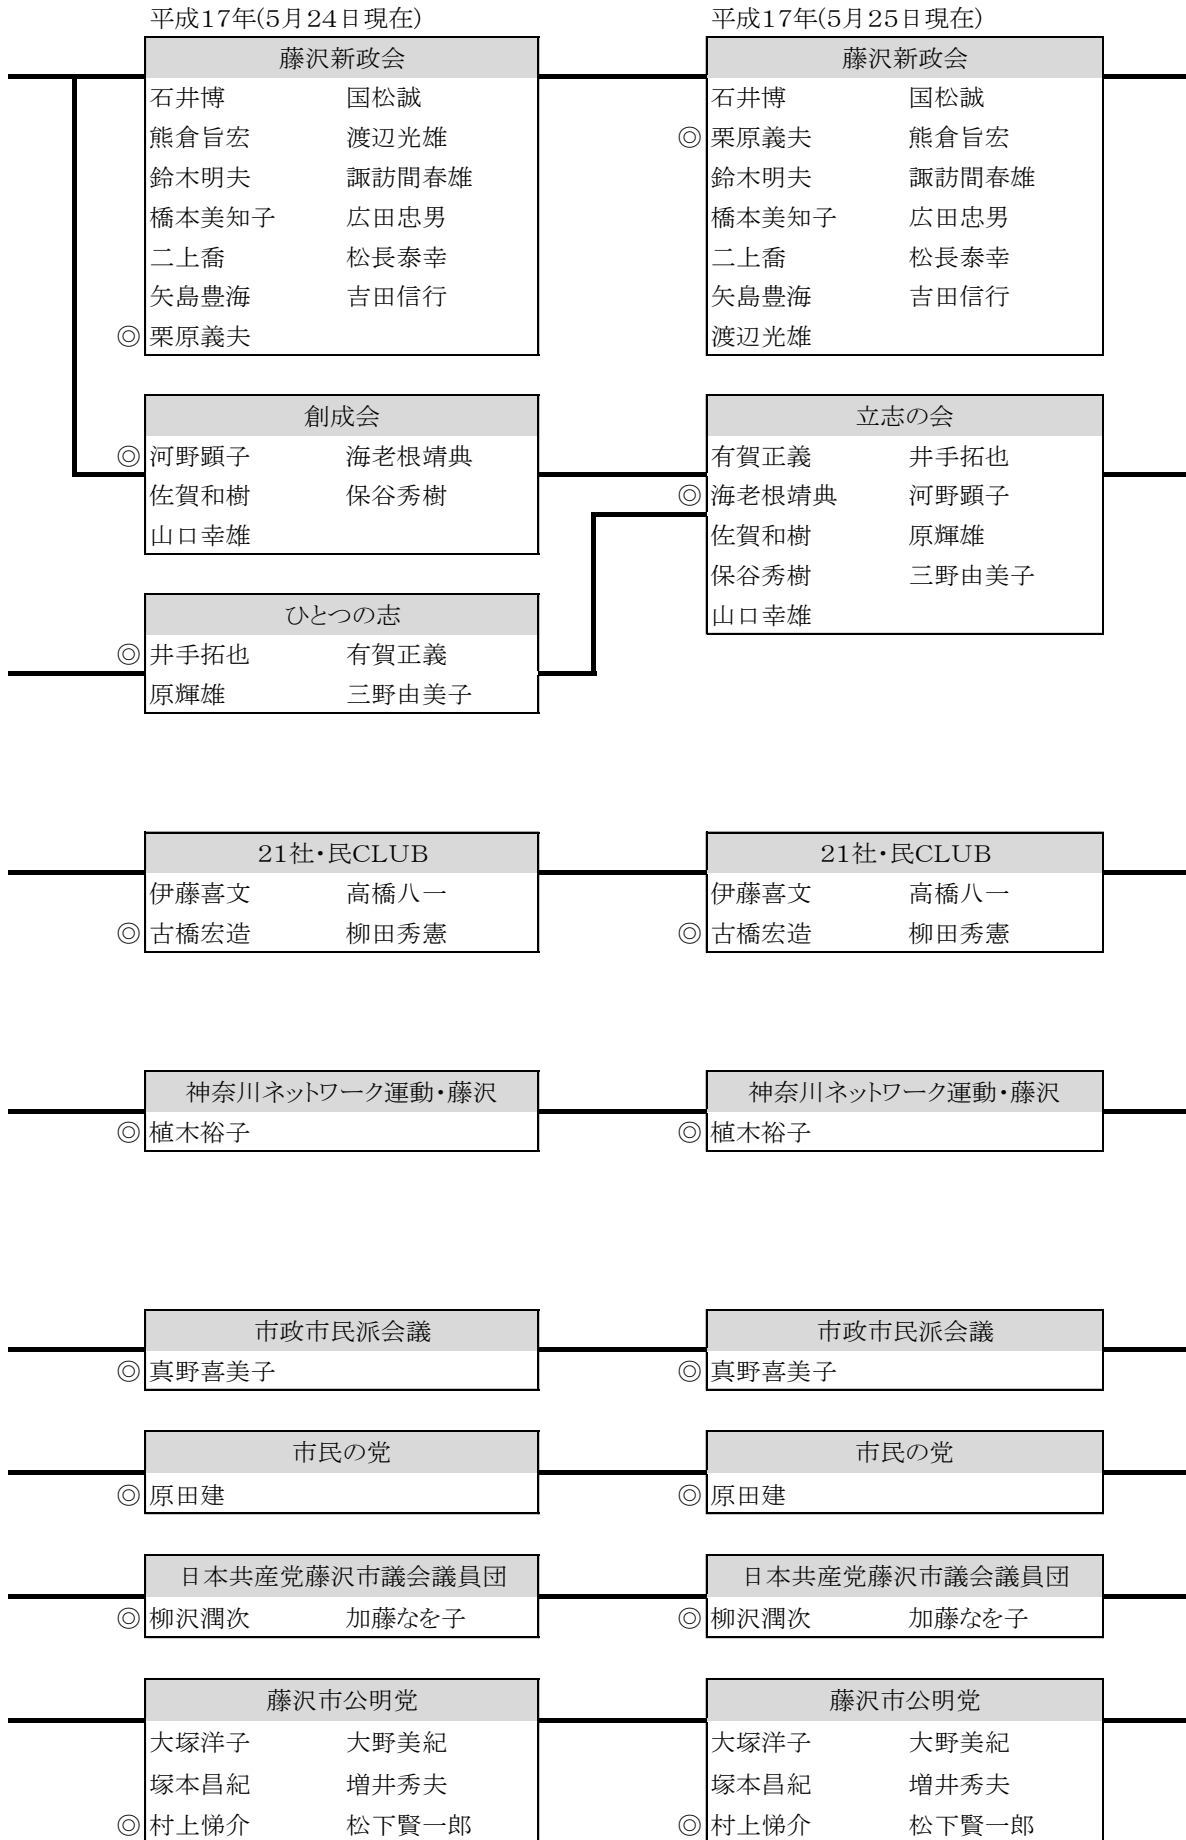 平成17年(5月24日現在)
藤沢新政会
石井博 国松誠
熊倉旨宏 渡辺光雄
鈴木明夫 諏訪間春雄
橋本美知子 広田忠男
二上喬 松長泰幸
矢島豊海 吉田信行
◎栗原義夫
創成会
◎河野顕子 海老根靖典
佐賀和樹 保谷秀樹
山口幸雄
ひとつの志
◎井手拓也 有賀正義
原輝雄 三野由美子
21社・民CLUB
伊藤喜文 高橋八一
◎古橋宏造 柳田秀憲
神奈川ネットワーク運動・藤沢
◎植木裕子
市政市民派会議
◎真野喜美子
市民の党
◎原田建
日本共産党藤沢市議会議員団
◎柳沢潤次 加藤なを子
藤沢市公明党
大塚洋子 大野美紀
塚本昌紀 増井秀夫
◎村上悌介 松下賢一郎
平成17年(5月25日現在)
藤沢新政会
石井博 国松誠
◎栗原義夫 熊倉旨宏
鈴木明夫 諏訪間春雄
橋本美知子 広田忠男
二上喬 松長泰幸
矢島豊海 吉田信行
渡辺光雄
立志の会
有賀正義 井手拓也
◎海老根靖典 河野顕子
佐賀和樹 原輝雄
保谷秀樹 三野由美子
山口幸雄
21社・民CLUB
伊藤喜文 高橋八一
◎古橋宏造 柳田秀憲
神奈川ネットワーク運動・藤沢
◎植木裕子
市政市民派会議
◎真野喜美子
市民の党
◎原田建
日本共産党藤沢市議会議員団
◎柳沢潤次 加藤なを子
藤沢市公明党
大塚洋子 大野美紀
塚本昌紀 増井秀夫
◎村上悌介 松下賢一郎